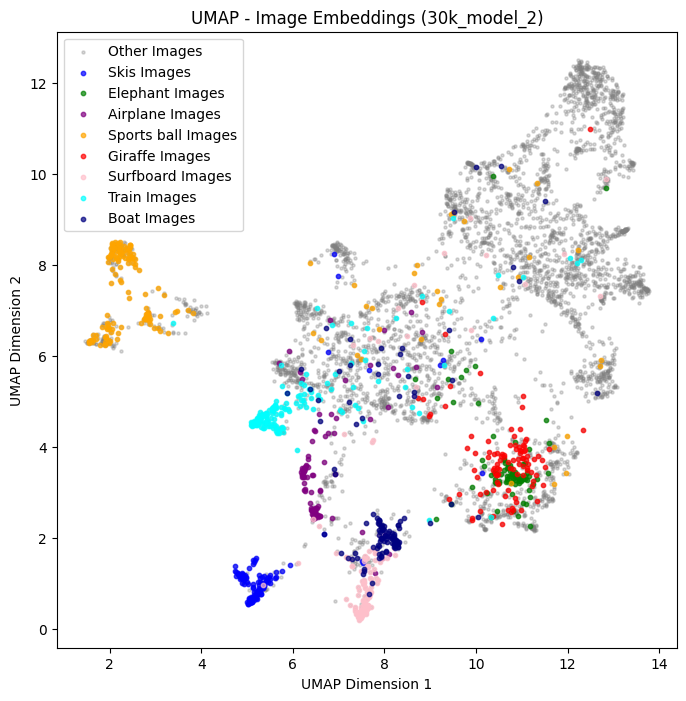 UMAP - Image Embeddings (30k_model_2)
Other Images
Skis Images
Elephant Images
Airplane Images
Sports ball Images
Giraffe Images
Surfboard Images
Train Images
Boat Images
UMAP Dimension 2
12
10
8
6
4
2
0
2 4 6 8 10 12 14
UMAP Dimension 1